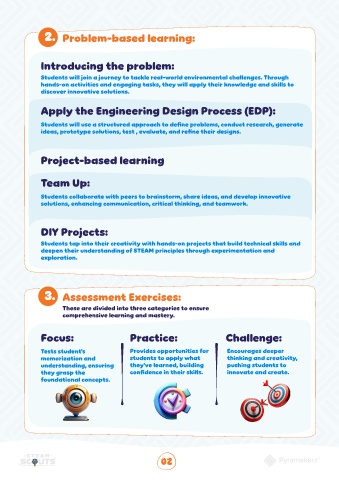 2. Problem-based learning:
Introducing the problem:
Students will join a journey to tackle real-world environmental challenges. Through
hands-on activities and engaging tasks, they will apply their knowledge and skills to
discover innovative solutions.
Apply the Engineering Design Process (EDP):
Students will use a structured approach to define problems, conduct research, generate
ideas, prototype solutions, test , evaluate, and refine their designs.
Project-based learning
Team Up:
Students collaborate with peers to brainstorm, share ideas, and develop innovative
solutions, enhancing communication, critical thinking, and teamwork.
DIY Projects:
Students tap into their creativity with hands-on projects that build technical skills and
deepen their understanding of STEAM principles through experimentation and
exploration.
3. Assessment Exercises:
These are divided into three categories to ensure
comprehensive learning and mastery.
Focus:
Tests student's
memorization and
understanding, ensuring
they grasp the
foundational concepts.
Practice:
Provides opportunities for
students to apply what
they've learned, building
confidence in their skills.
Challenge:
Encourages deeper
thinking and creativity,
pushing students to
innovate and create.
STEAM
SCOUTS
02
Pyramakerz